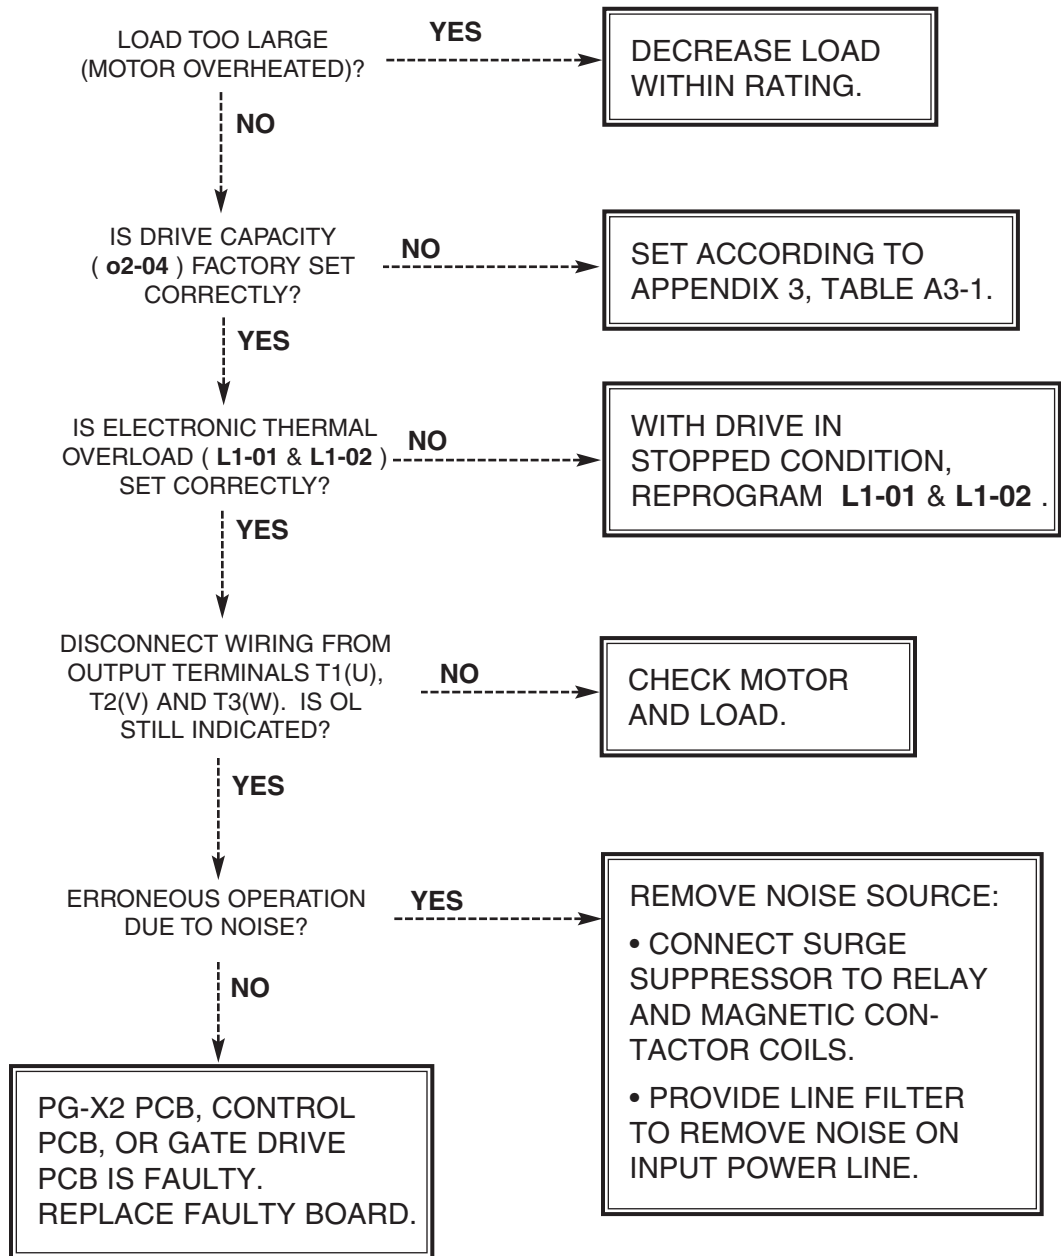 LOAD TOO LARGE
(MOTOR OVERHEATED)?
YES
DECREASE LOAD
WITHIN RATING.
NO
IS DRIVE CAPACITY
( o2-04 ) FACTORY SET
CORRECTLY?
NO
SET ACCORDING TO
APPENDIX 3, TABLE A3-1.
YES
IS ELECTRONIC THERMAL
OVERLOAD ( L1-01 & L1-02 )
SET CORRECTLY?
NO
WITH DRIVE IN
STOPPED CONDITION,
REPROGRAM L1-01 & L1-02 .
YES
DISCONNECT WIRING FROM
OUTPUT TERMINALS T1(U),
T2(V) AND T3(W). IS OL
STILL INDICATED?
NO
CHECK MOTOR
AND LOAD.
YES
ERRONEOUS OPERATION
DUE TO NOISE?
YES
REMOVE NOISE SOURCE:
• CONNECT SURGE
SUPPRESSOR TO RELAY
AND MAGNETIC CON-
TACTOR COILS.
• PROVIDE LINE FILTER
TO REMOVE NOISE ON
INPUT POWER LINE.
NO
PG-X2 PCB, CONTROL
PCB, OR GATE DRIVE
PCB IS FAULTY.
REPLACE FAULTY BOARD.